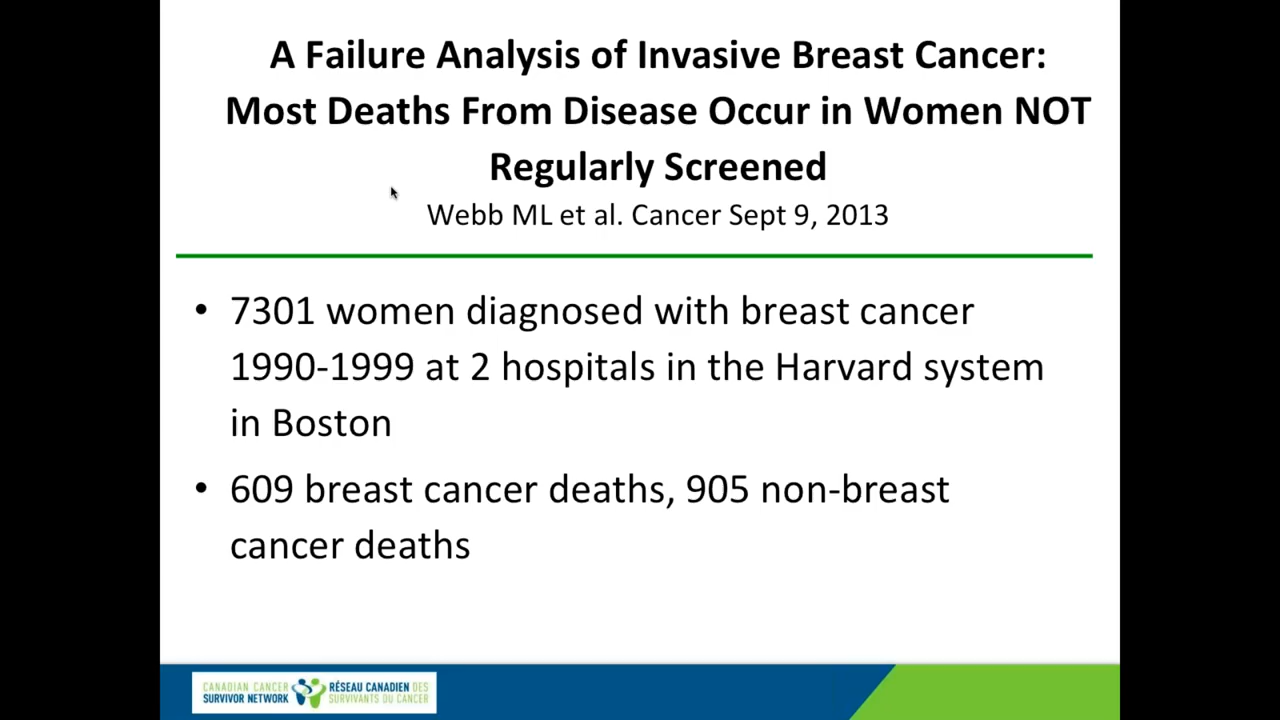 A Failure Analysis of Invasive Breast Cancer:
Most Deaths From Disease Occur in Women NOT
Regularly Screened
Webb ML et al. Cancer Sept 9, 2013
• 7301 women diagnosed with breast cancer
1990-1999 at 2 hospitals in the Harvard system
in Boston
• 609 breast cancer deaths, 905 non-breast
cancer deaths
CANADIAN CANCER
SURVIVOR NETWORK
RÉSEAU CANADIEN DES
SURVIVANTS DU CANCER